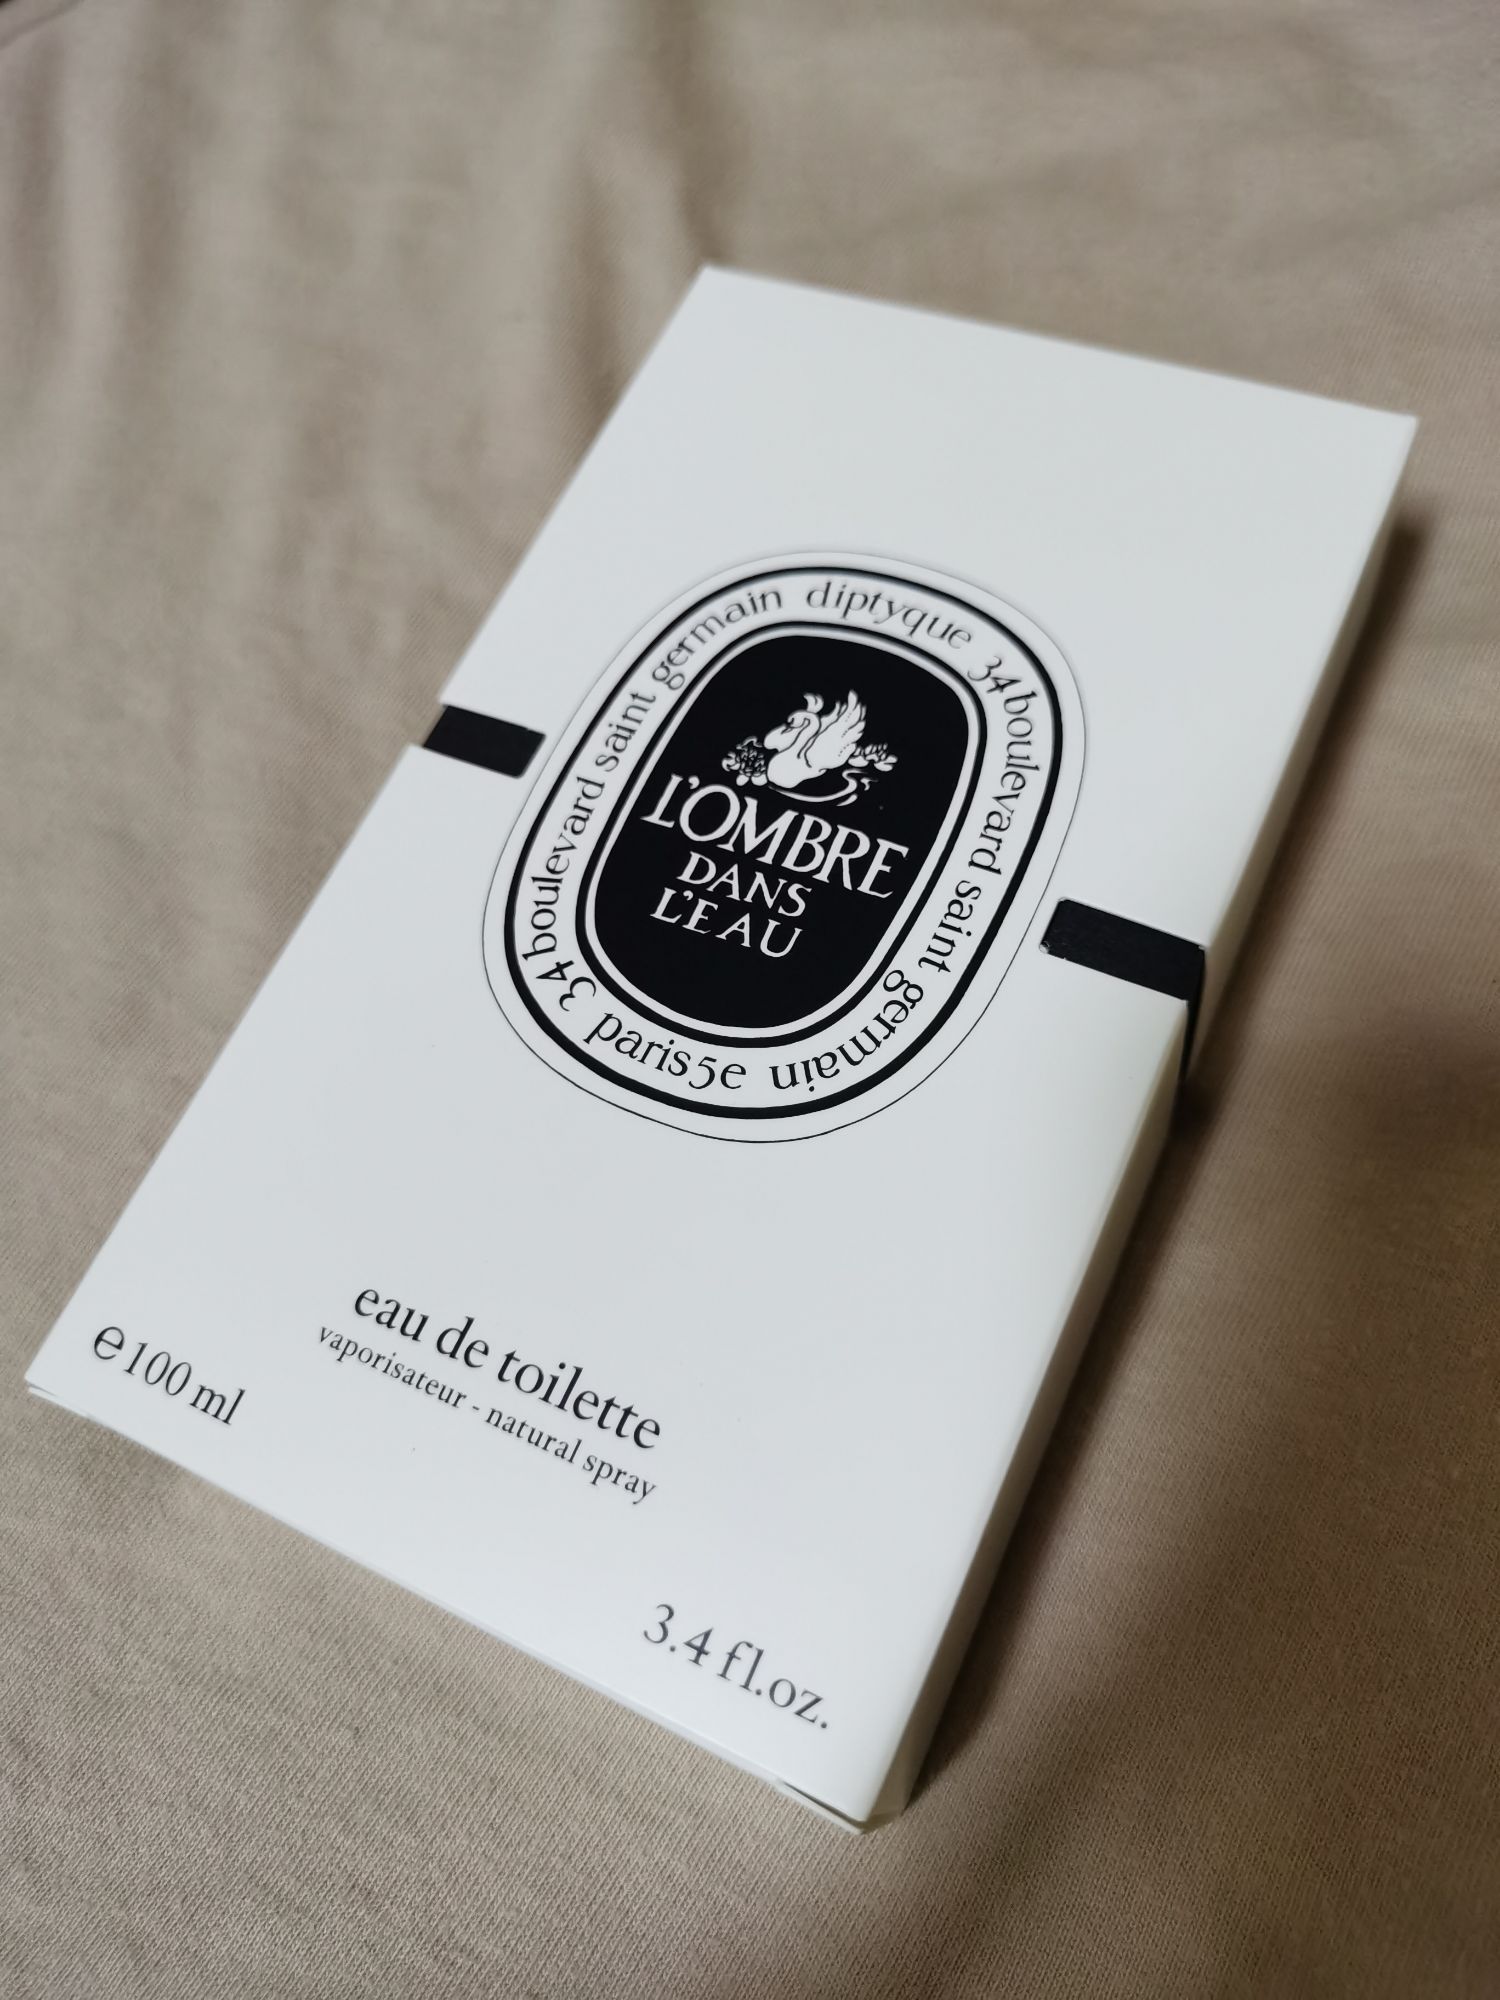 diptyque 34 boulevard saint germain paris5e 34 boulevard saint germain
L'OMBRE
DANS
L'EAU
eau de toilette
vaporisateur - natural spray
℮100 ml
3.4 fl.oz.